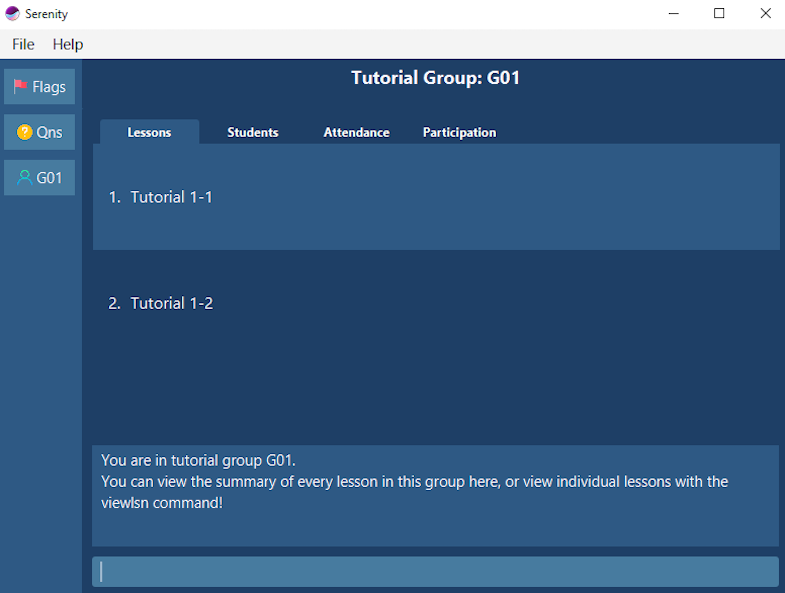 Serenity
File Help
Flags
Qns
G01
Tutorial Group: G01
Lessons Students Attendance Participation
1. Tutorial 1-1
2. Tutorial 1-2
You are in tutorial group G01.
You can view the summary of every lesson in this group here, or view individual lessons with the
viewlsn command!